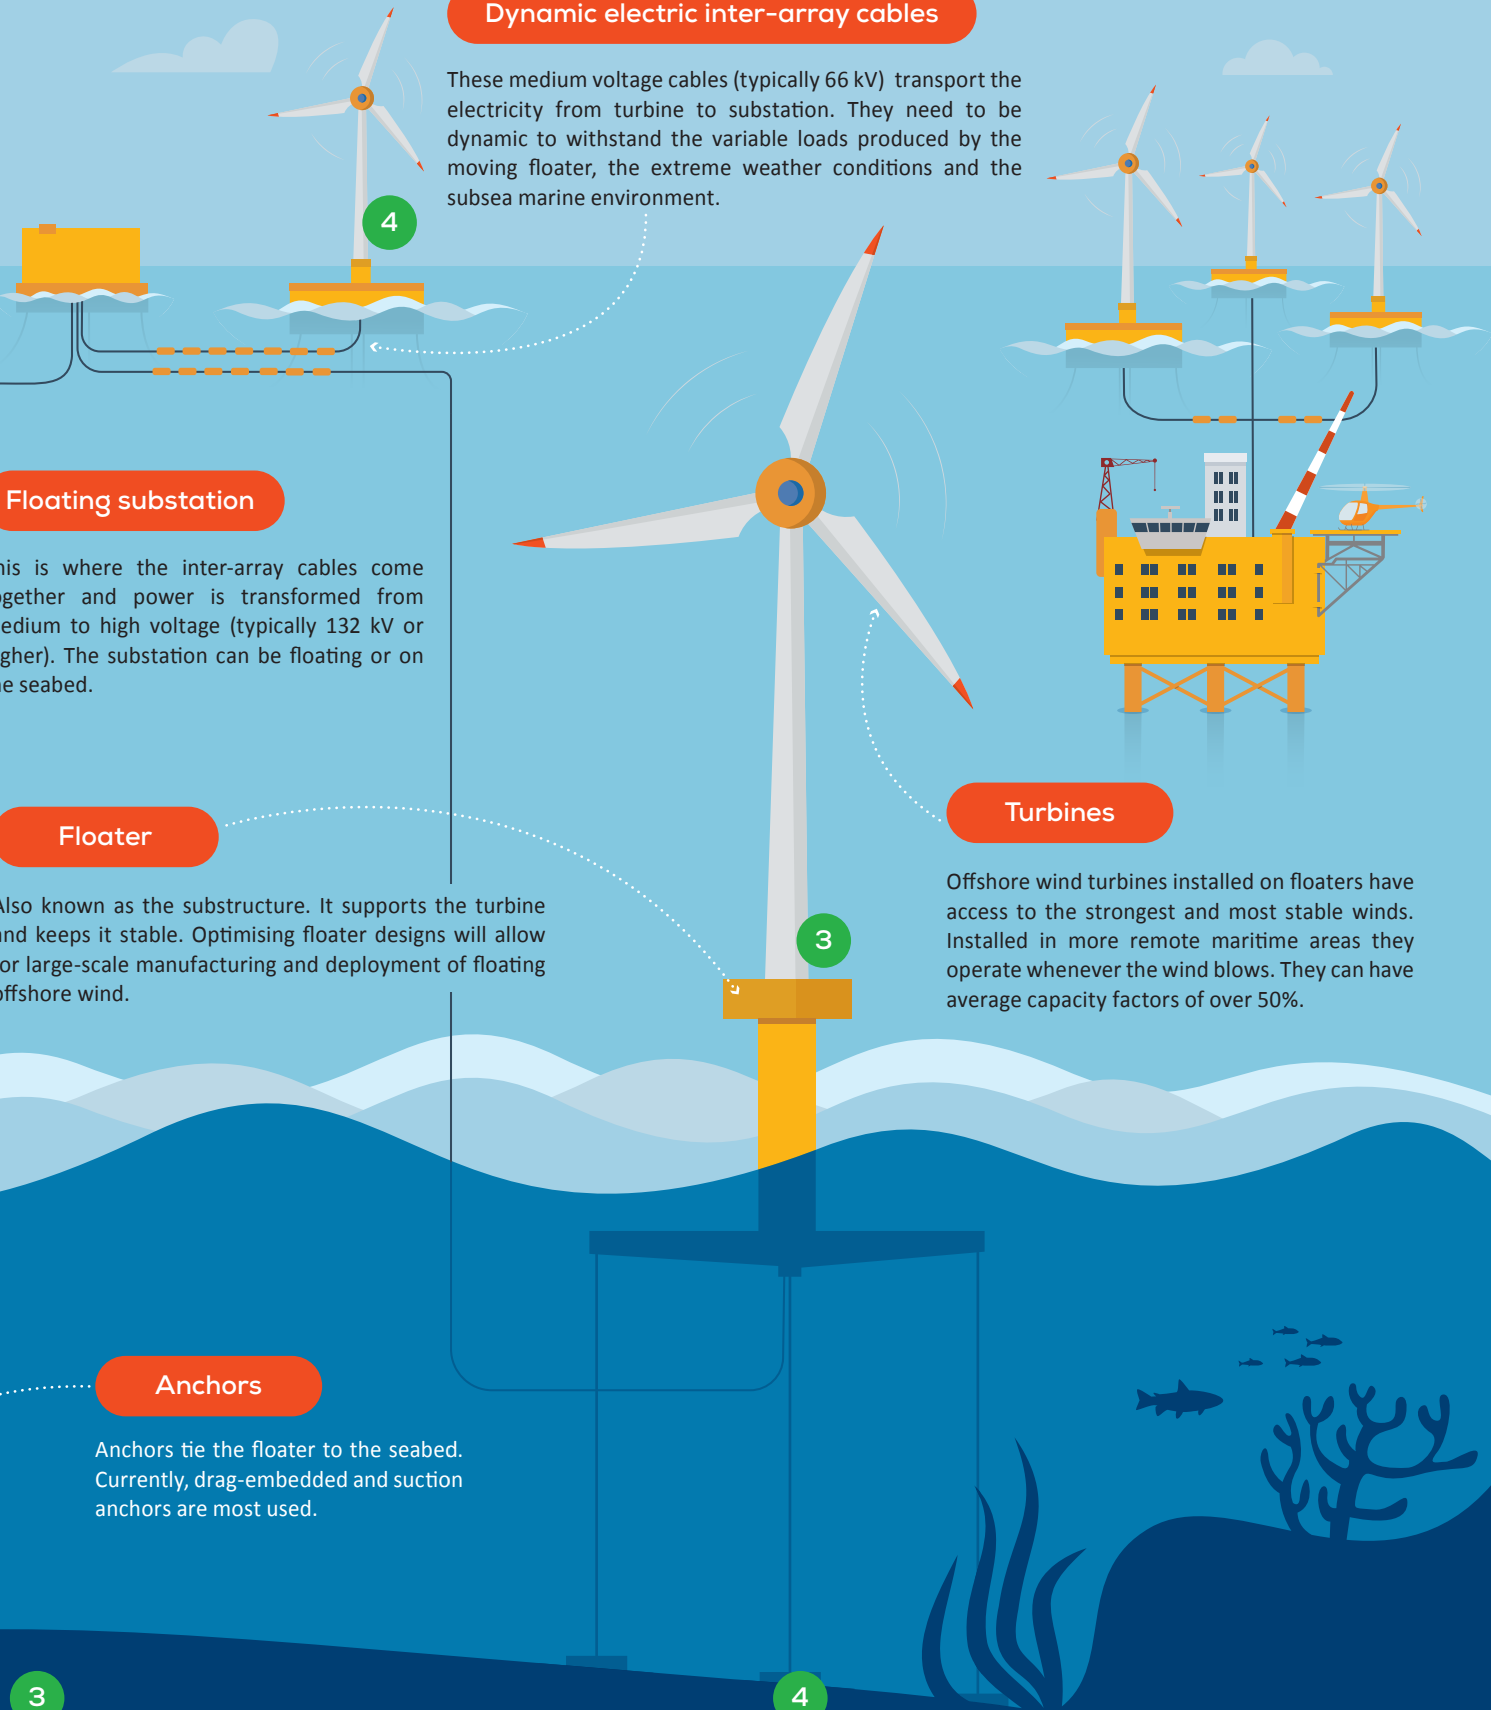 Dynamic electric inter-array cables
These medium voltage cables (typically 66 kV) transport the
electricity from turbine to substation. They need to be
dynamic to withstand the variable loads produced by the
moving floater, the extreme weather conditions and the
subsea marine environment.
4
Floating substation
his is where the inter-array cables come
ogether and power is transformed from
edium to high voltage (typically 132 kV or
gher). The substation can be floating or on
e seabed.
Floater
Also known as the substructure. It supports the turbine
and keeps it stable. Optimising floater designs will allow
for large-scale manufacturing and deployment of floating
offshore wind.
3
Turbines
Offshore wind turbines installed on floaters have
access to the strongest and most stable winds.
Installed in more remote maritime areas they
operate whenever the wind blows. They can have
average capacity factors of over 50%.
Anchors
Anchors tie the floater to the seabed.
Currently, drag-embedded and suction
anchors are most used.
3
4